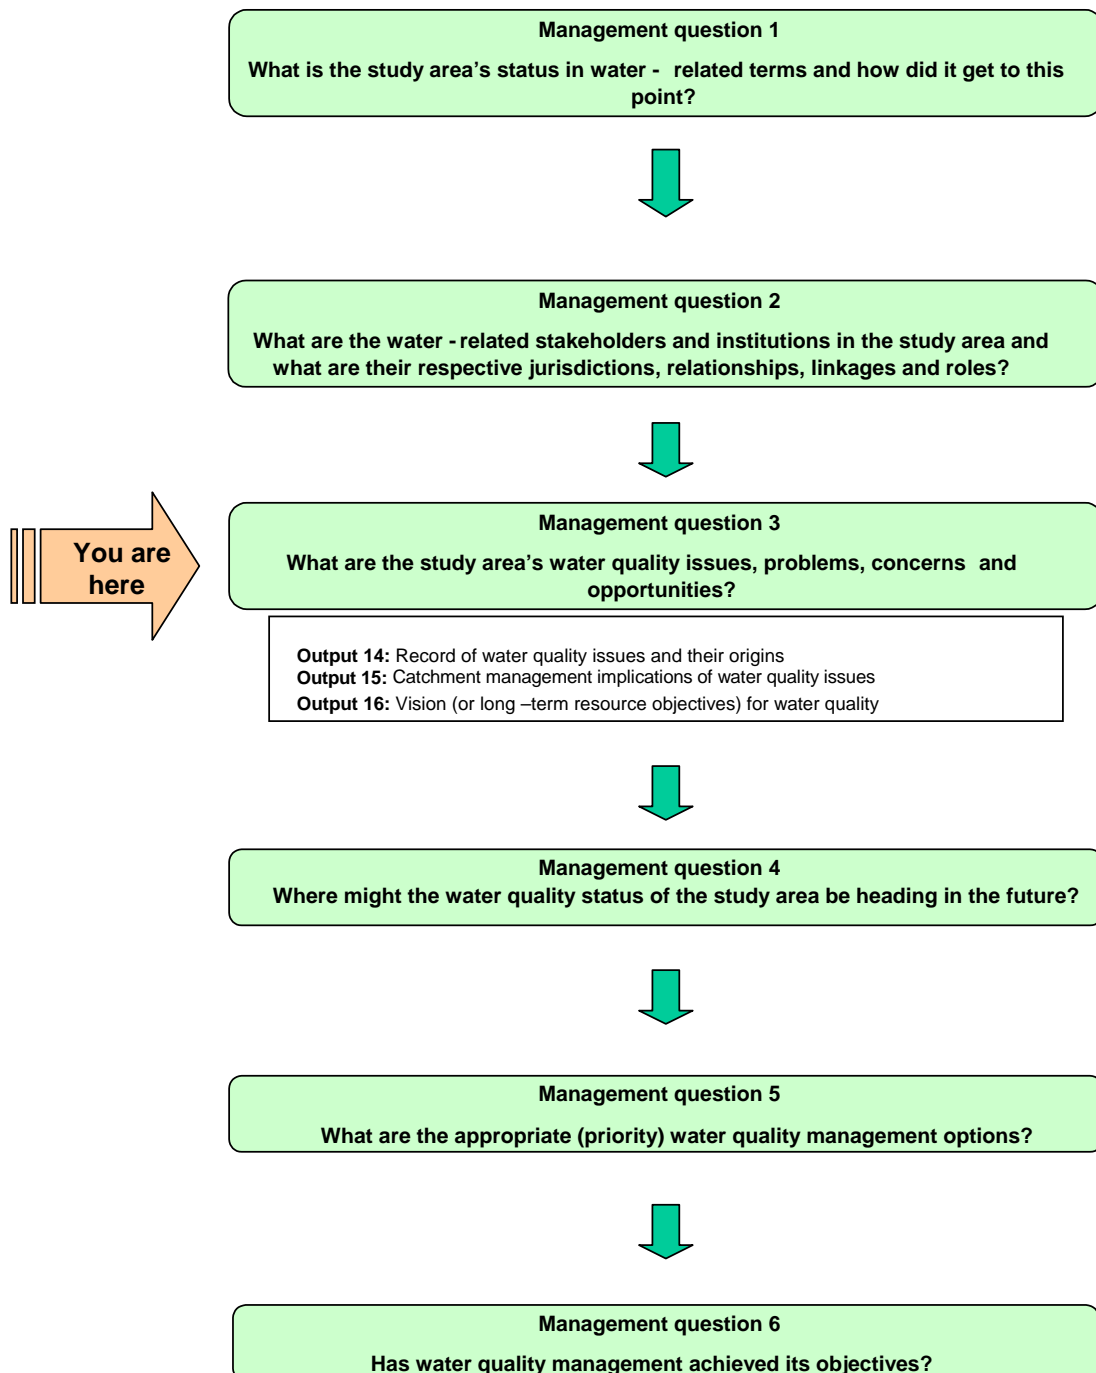 Management question 1
What is the study area's status in water - related terms and how did it get to this
point?
Management question 2
What are the water - related stakeholders and institutions in the study area and
what are their respective jurisdictions, relationships, linkages and roles?
You are
here
Management question 3
What are the study area's water quality issues, problems, concerns and
opportunities?
Output 14: Record of water quality issues and their origins
Output 15: Catchment management implications of water quality issues
Output 16: Vision (or long –term resource objectives) for water quality
Management question 4
Where might the water quality status of the study area be heading in the future?
Management question 5
What are the appropriate (priority) water quality management options?
Management question 6
Has water quality management achieved its objectives?